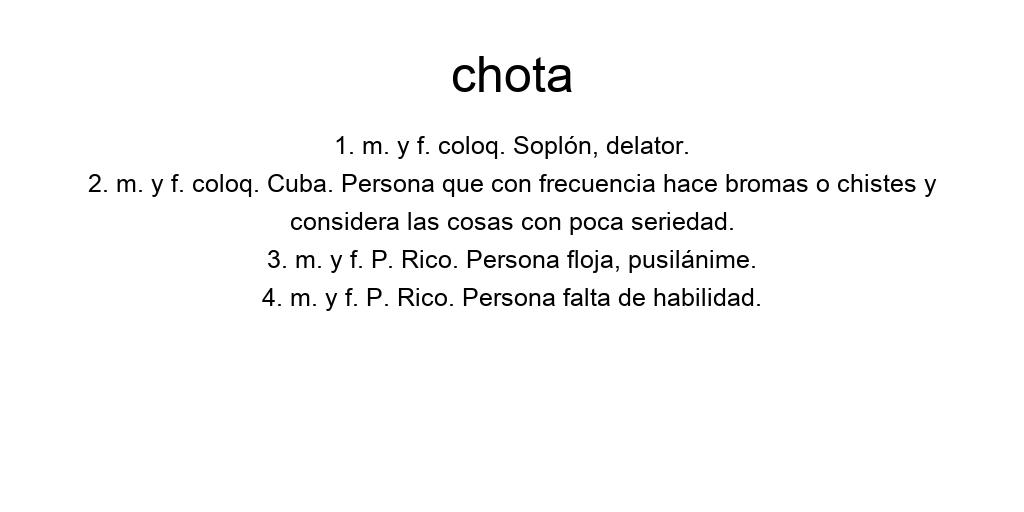 chota
1. m. y f. coloq. Soplón, delator.
2. m. y f. coloq. Cuba. Persona que con frecuencia hace bromas o chistes y
considera las cosas con poca seriedad.
3. m. y f. P. Rico. Persona floja, pusilánime.
4. m. y f. P. Rico. Persona falta de habilidad.